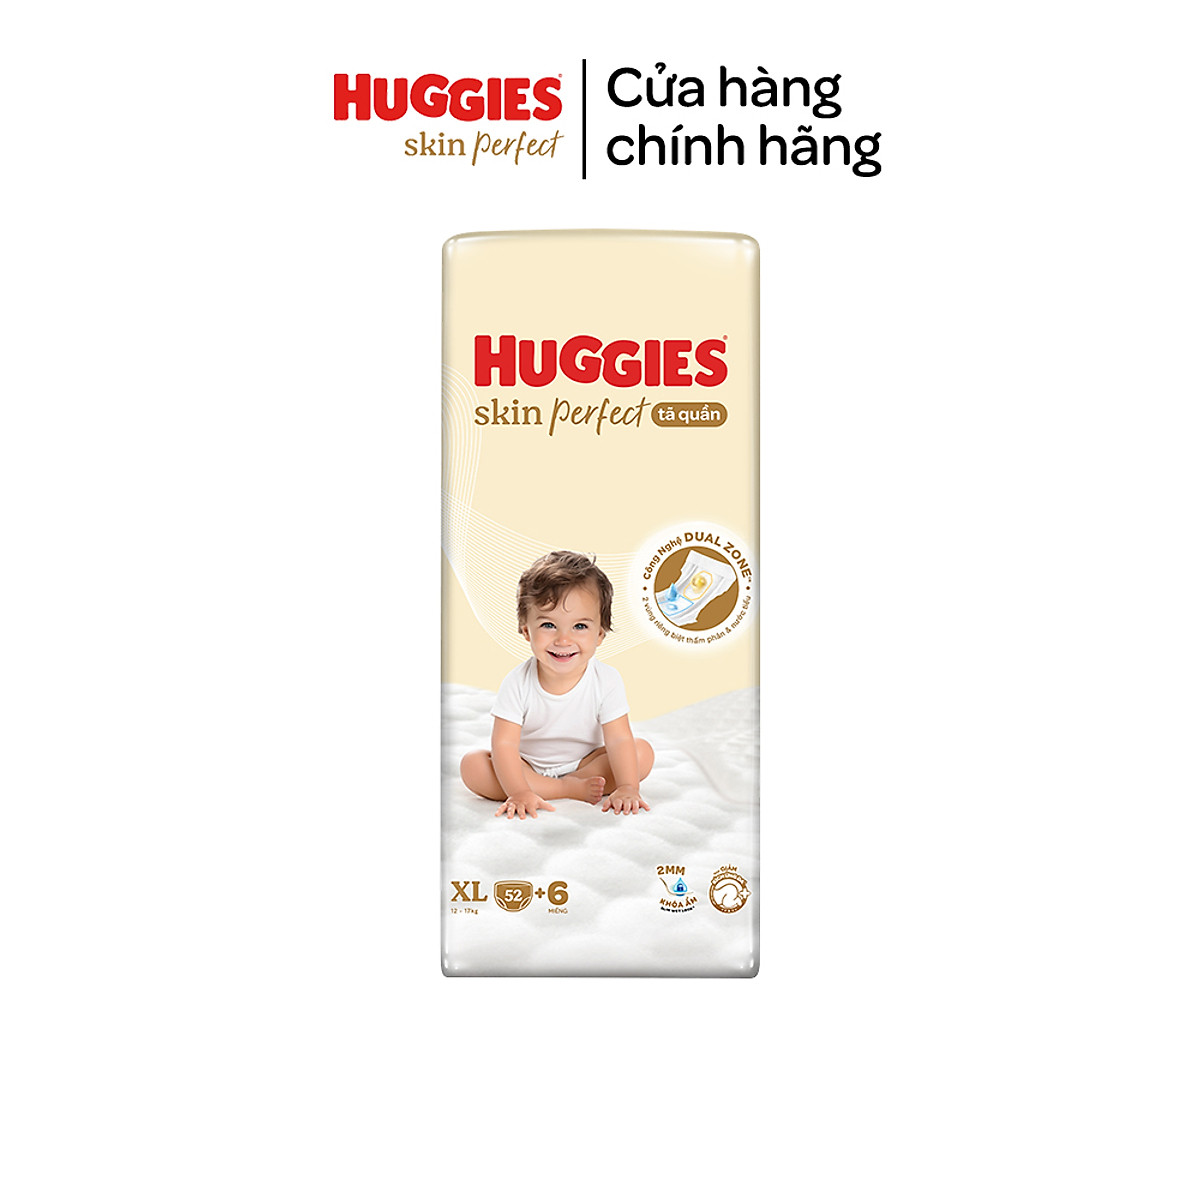 HUGGIES
skin perfect
Cửa hàng
chính hãng
HUGGIES
skin perfect tã quần
Công Nghệ DUAL ZONE
2 vùng riêng biệt thấm phân & nước tiểu
XL 52 +6
12 - 17kg MIẾNG
2MM
KHÓA ẨM
GIẢM